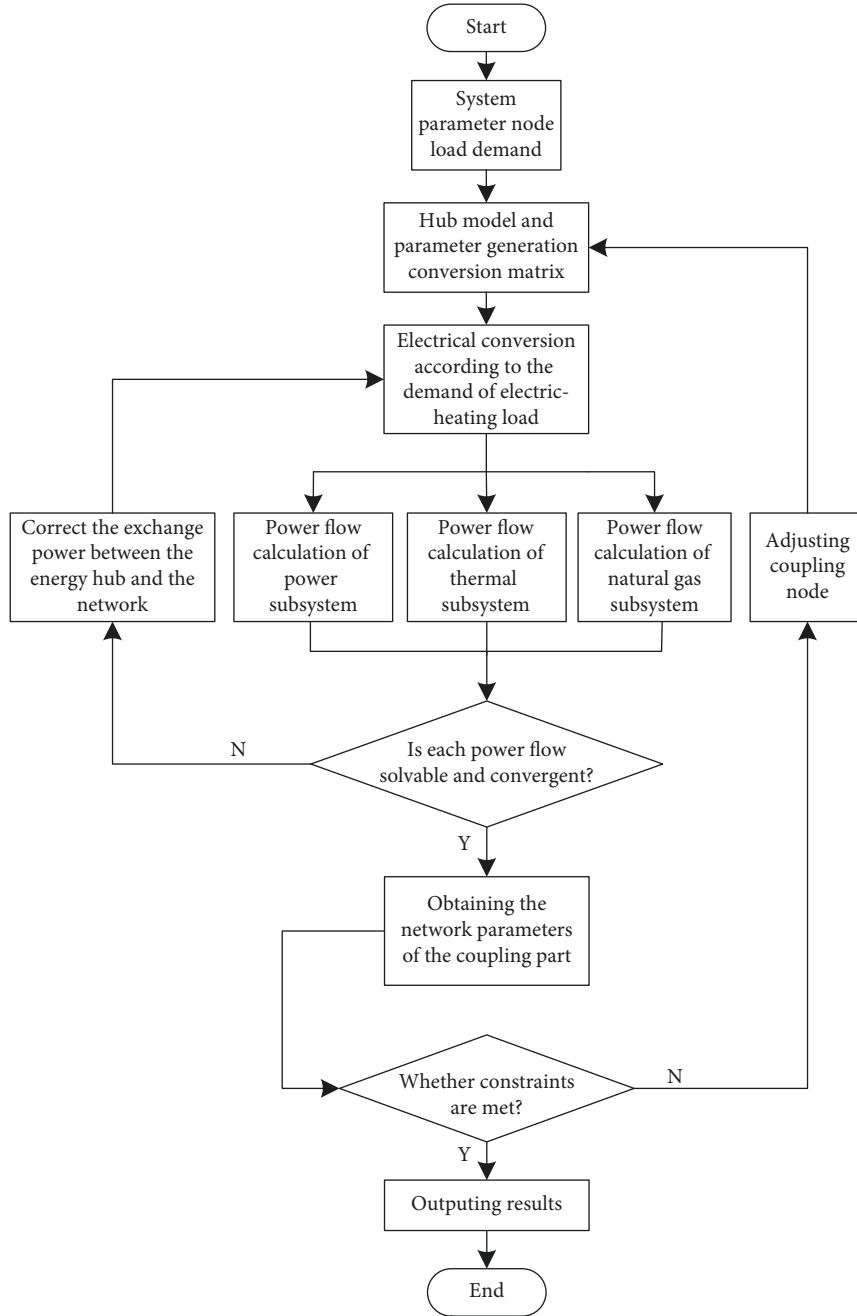 Start
System
parameter node
load demand
Hub model and
parameter generation
conversion matrix
Electrical conversion
according to the
demand of electric-
heating load
Correct the exchange
power between the
energy hub and the
network
Power flow
calculation of
power
subsystem
Power flow
calculation of
thermal
subsystem
Power flow
calculation of
natural gas
subsystem
Adjusting
coupling
node
N
Is each power flow
solvable and convergent?
Y
Obtaining the
network parameters
of the coupling part
Whether constraints
are met?
N
Y
Outputing results
End